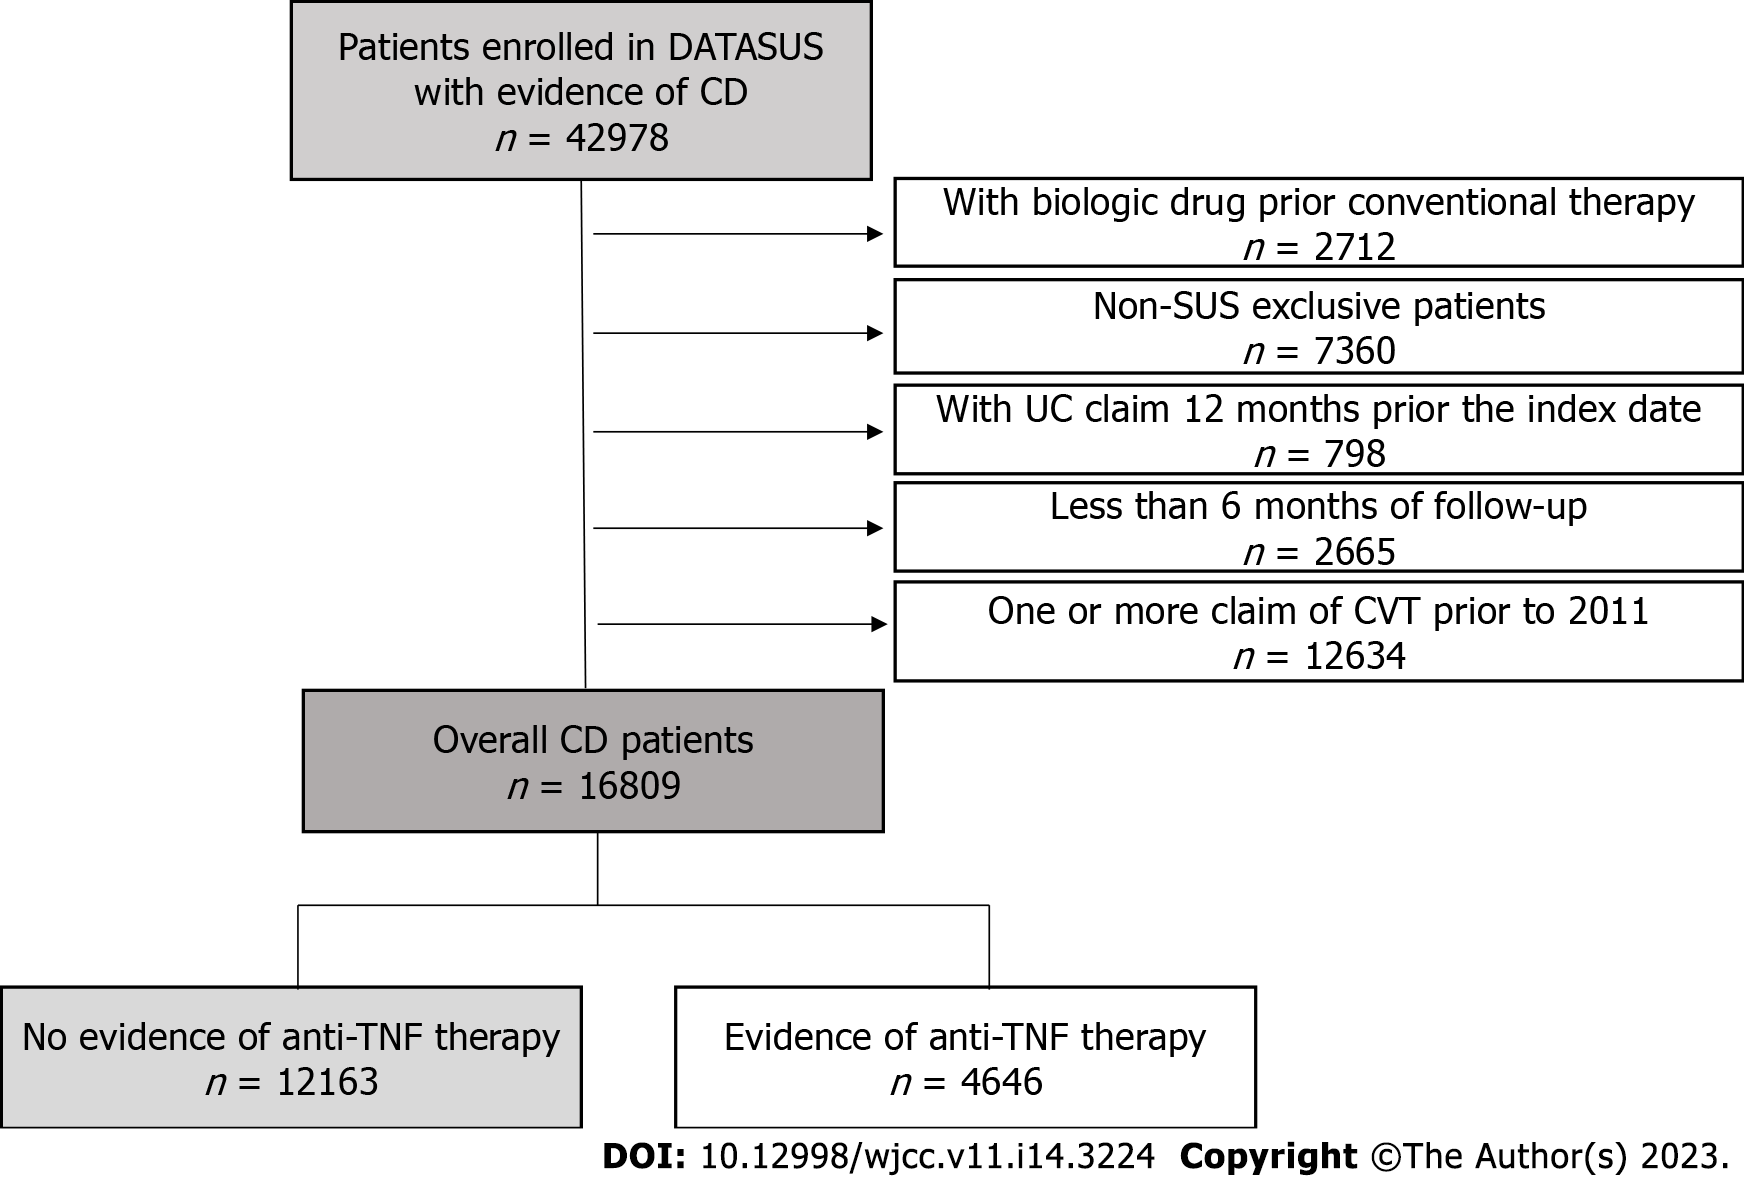 Patients enrolled in DATASUS
with evidence of CD
n = 42978
With biologic drug prior conventional therapy
n = 2712
Non-SUS exclusive patients
n = 7360
With UC claim 12 months prior the index date
n = 798
Less than 6 months of follow-up
n = 2665
One or more claim of CVT prior to 2011
n = 12634
Overall CD patients
n = 16809
No evidence of anti-TNF therapy
n = 12163
Evidence of anti-TNF therapy
n = 4646
DOI: 10.12998/wjcc.v11.i14.3224 Copyright ©The Author(s) 2023.